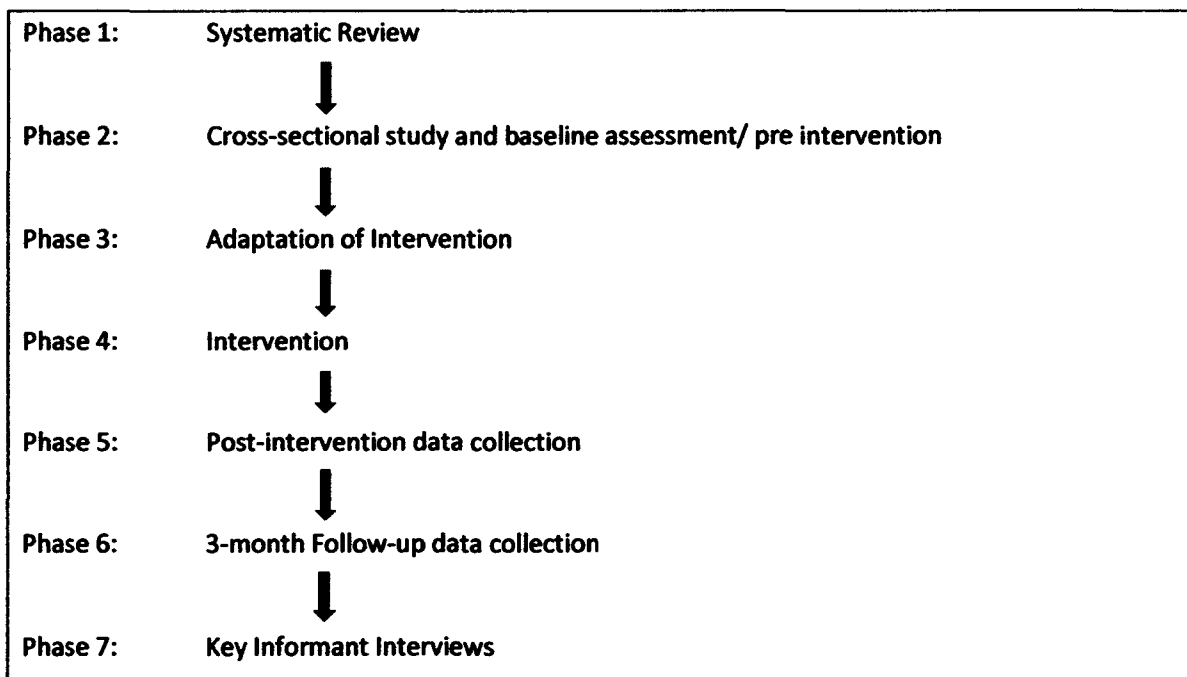 Phase 1: Systematic Review
Phase 2: Cross-sectional study and baseline assessment/ pre intervention
Phase 3: Adaptation of Intervention
Phase 4: Intervention
Phase 5: Post-intervention data collection
Phase 6: 3-month Follow-up data collection
Phase 7: Key Informant Interviews